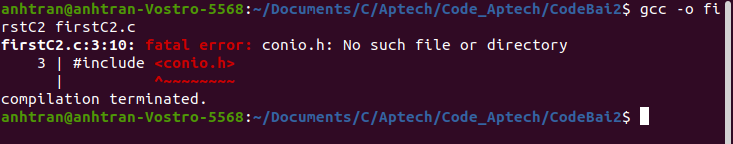 anhtran@anhtran-Vostro-5568:~/Documents/C/Aptech/Code_Aptech/CodeBai2$ gcc -o fi
rstC2 firstC2.c
firstC2.c:3:10: fatal error: conio.h: No such file or directory
    3 | #include <conio.h>
      |          ^~~~~~~~~
compilation terminated.
anhtran@anhtran-Vostro-5568:~/Documents/C/Aptech/Code_Aptech/CodeBai2$